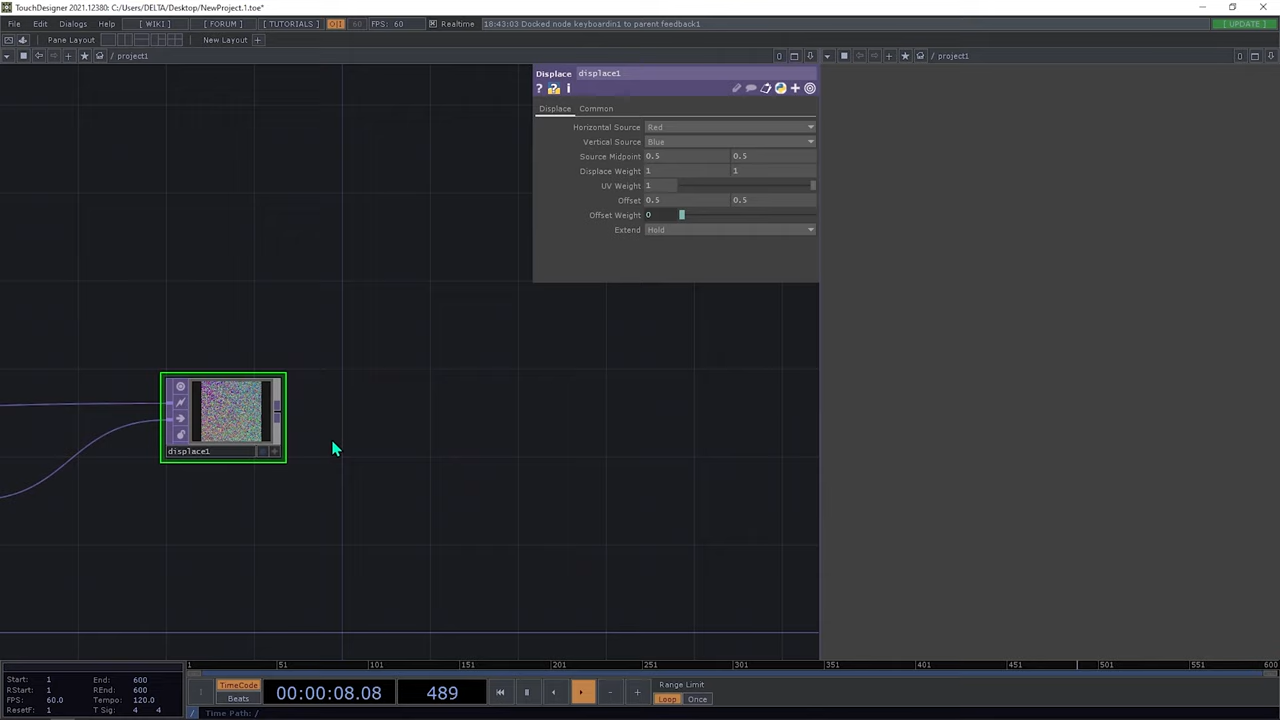 TouchDesigner 2021.12380: C:/Users/DELTA/Desktop/NewProject.1.toe*
File Edit Dialogs Help [ WIKI ] [ FORUM ] [ TUTORIALS ] O|I 60 FPS: 60 Realtime 18:43:03 Docked node keyboardin1 to parent feedback1 [ UPDATE ]
Pane Layout New Layout +
/ project1 0
/ project1 0
Displace displace1
? ? i
Displace Common
Horizontal Source Red
Vertical Source Blue
Source Midpoint 0.5 0.5
Displace Weight 1 1
UV Weight 1
Offset 0.5 0.5
Offset Weight 0
Extend Hold
displace1
1 51 101 151 201 251 301 351 401 451 501 551 600
Start: 1 End: 600
RStart: 1 REnd: 600
FPS: 60.0 Tempo: 120.0
ResetF: 1 T Sig: 4 4
TimeCode
Beats
00:00:08.08 489
Range Limit
Loop Once
/ Time Path: /